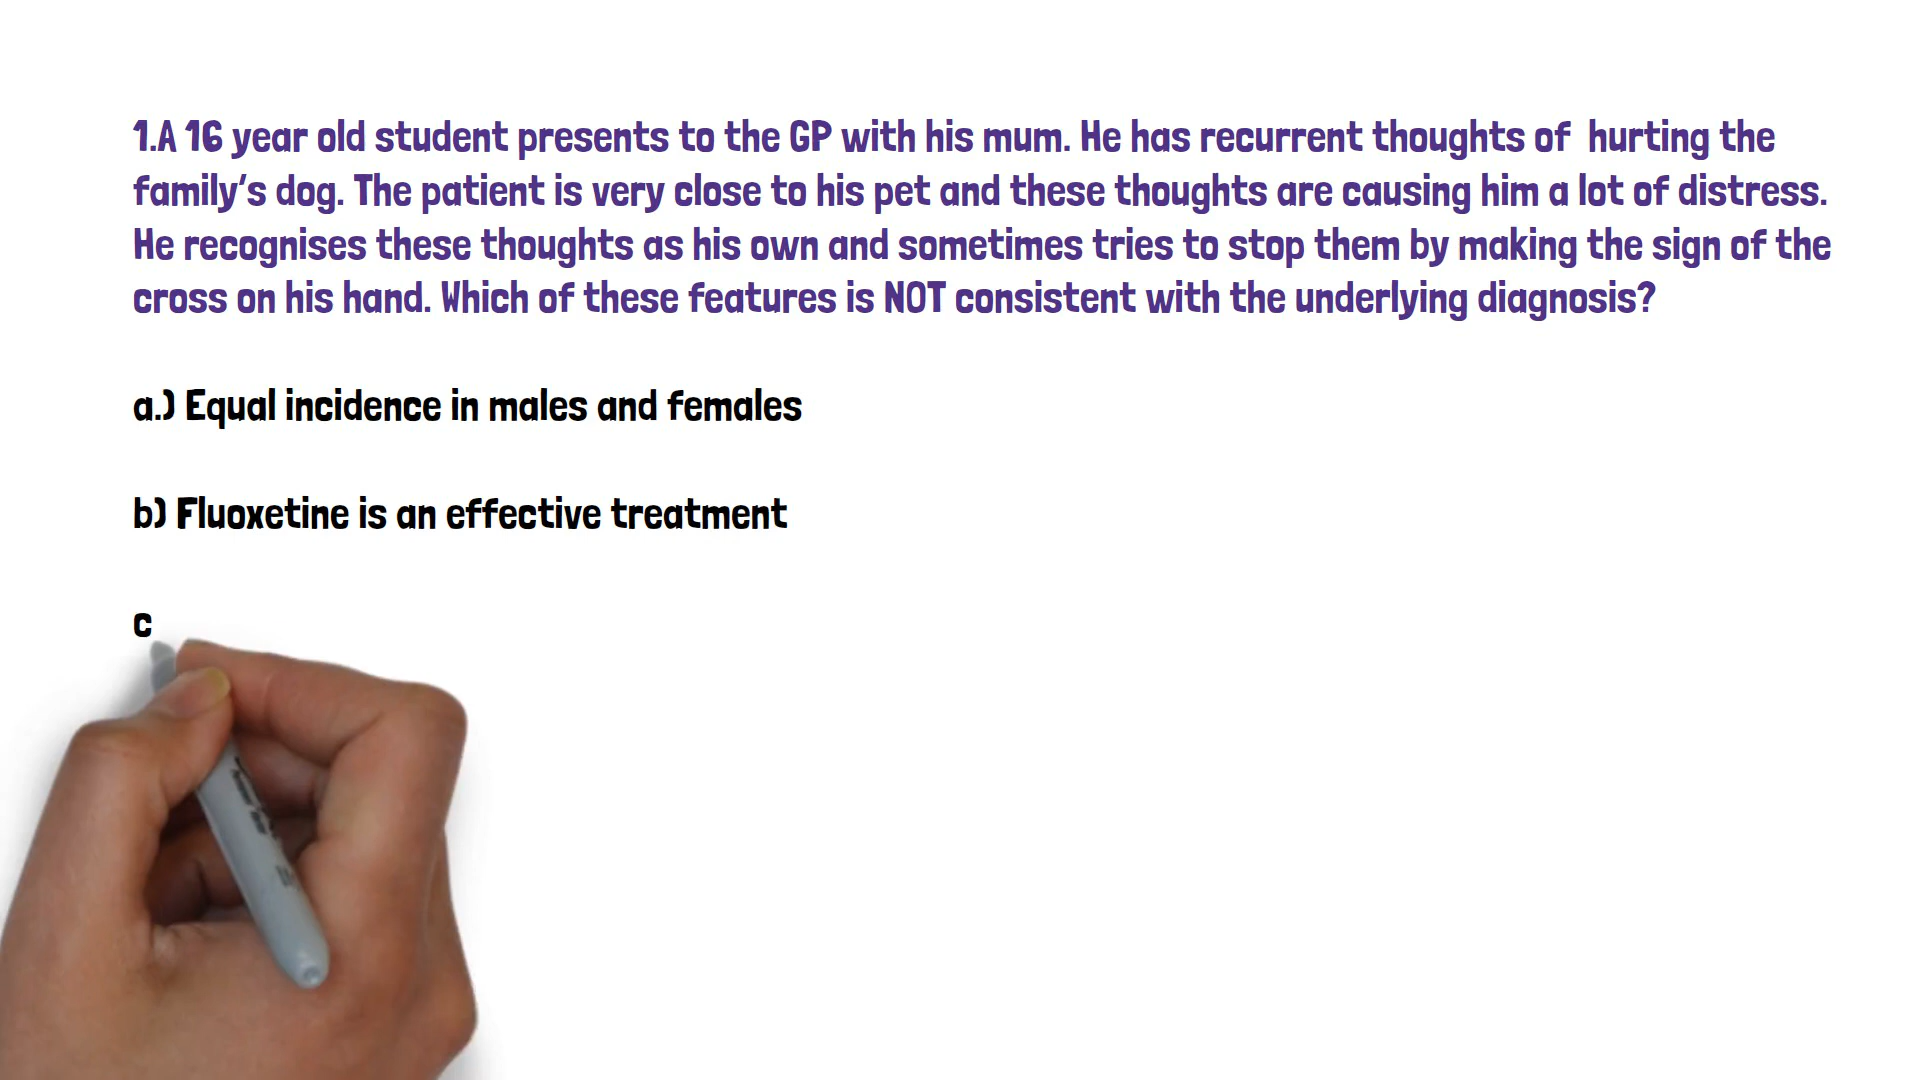 1.A 16 year old student presents to the GP with his mum. He has recurrent thoughts of  hurting the
family's dog. The patient is very close to his pet and these thoughts are causing him a lot of distress.
He recognises these thoughts as his own and sometimes tries to stop them by making the sign of the
cross on his hand. Which of these features is NOT consistent with the underlying diagnosis?
a.) Equal incidence in males and females
b) Fluoxetine is an effective treatment
c